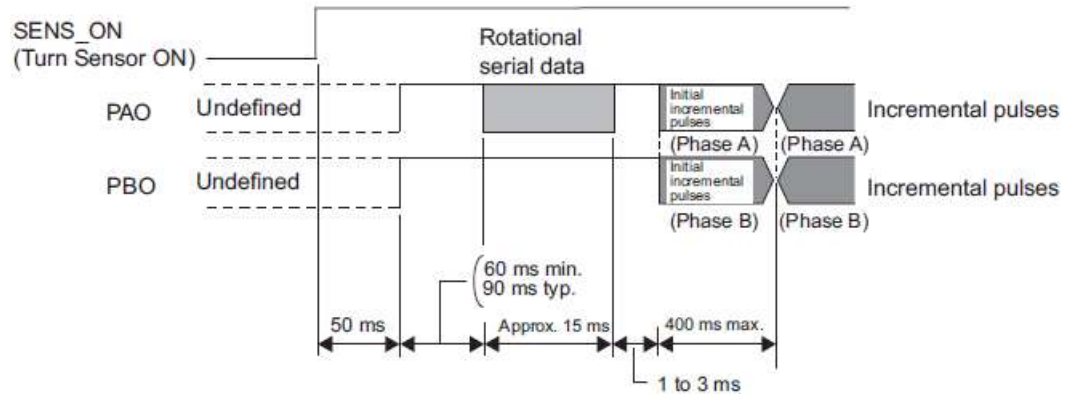 SENS_ON
(Turn Sensor ON)
Rotational
serial data
PAO
Undefined
Initial
incremental
pulses
Incremental pulses
(Phase A)
(Phase A)
PBO
Undefined
Initial
incremental
pulses
Incremental pulses
(Phase B)
(Phase B)
60 ms min.
90 ms typ.
50 ms
Approx. 15 ms
400 ms max.
1 to 3 ms